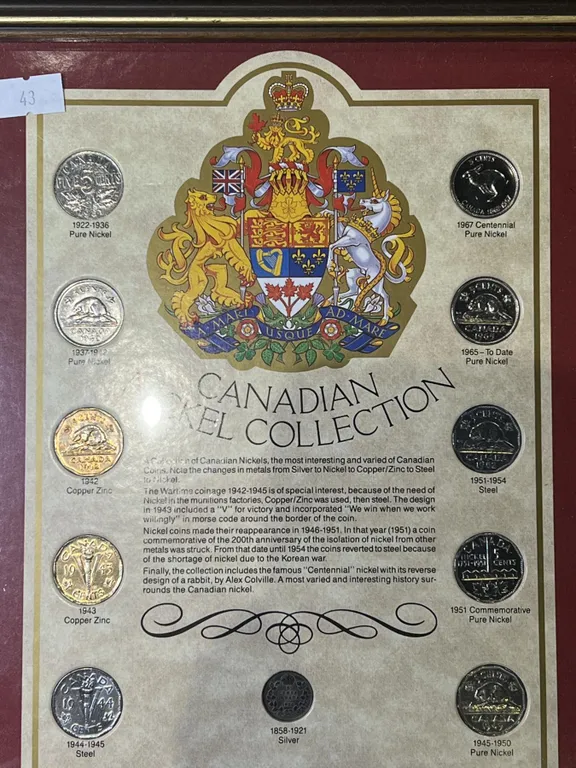 43
A MARI USQUE AD MARE
CANADIAN
NICKEL COLLECTION
1922-1936
Pure Nickel
1937-1942
Pure Nickel
1942
Copper Zinc
1943
Copper Zinc
1944-1945
Steel
A Collection of Canadian Nickels, the most interesting and varied of Canadian
Coins. Note the changes in metals from Silver to Nickel to Copper/Zinc to Steel
to Nickel.
The Wartime coinage 1942-1945 is of special interest, because of the need of
Nickel in the munitions factories, Copper/Zinc was used, then steel. The design
in 1943 included a "V" for victory and incorporated "We win when we work
willingly" in morse code around the border of the coin.
Nickel coins made their reappearance in 1946-1951. In that year (1951) a coin
commemorative of the 200th anniversary of the isolation of nickel from other
metals was struck. From that date until 1954 the coins reverted to steel because
of the shortage of nickel due to the Korean war.
Finally, the collection includes the famous "Centennial" nickel with its reverse
design of a rabbit, by Alex Colville. A most varied and interesting history sur-
rounds the Canadian nickel.
1858-1921
Silver
1967 Centennial
Pure Nickel
1965-To Date
Pure Nickel
1951-1954
Steel
1951 Commemorative
Pure Nickel
1945-1950
Pure Nickel